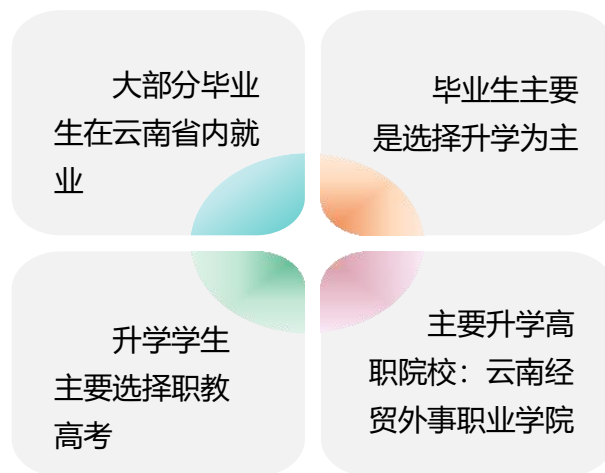 大部分毕业
生在云南省内就
业
毕业生主要
是选择升学为主
升学学生
主要选择职教
高考
主要升学高
职院校：云南经
贸外事职业学院